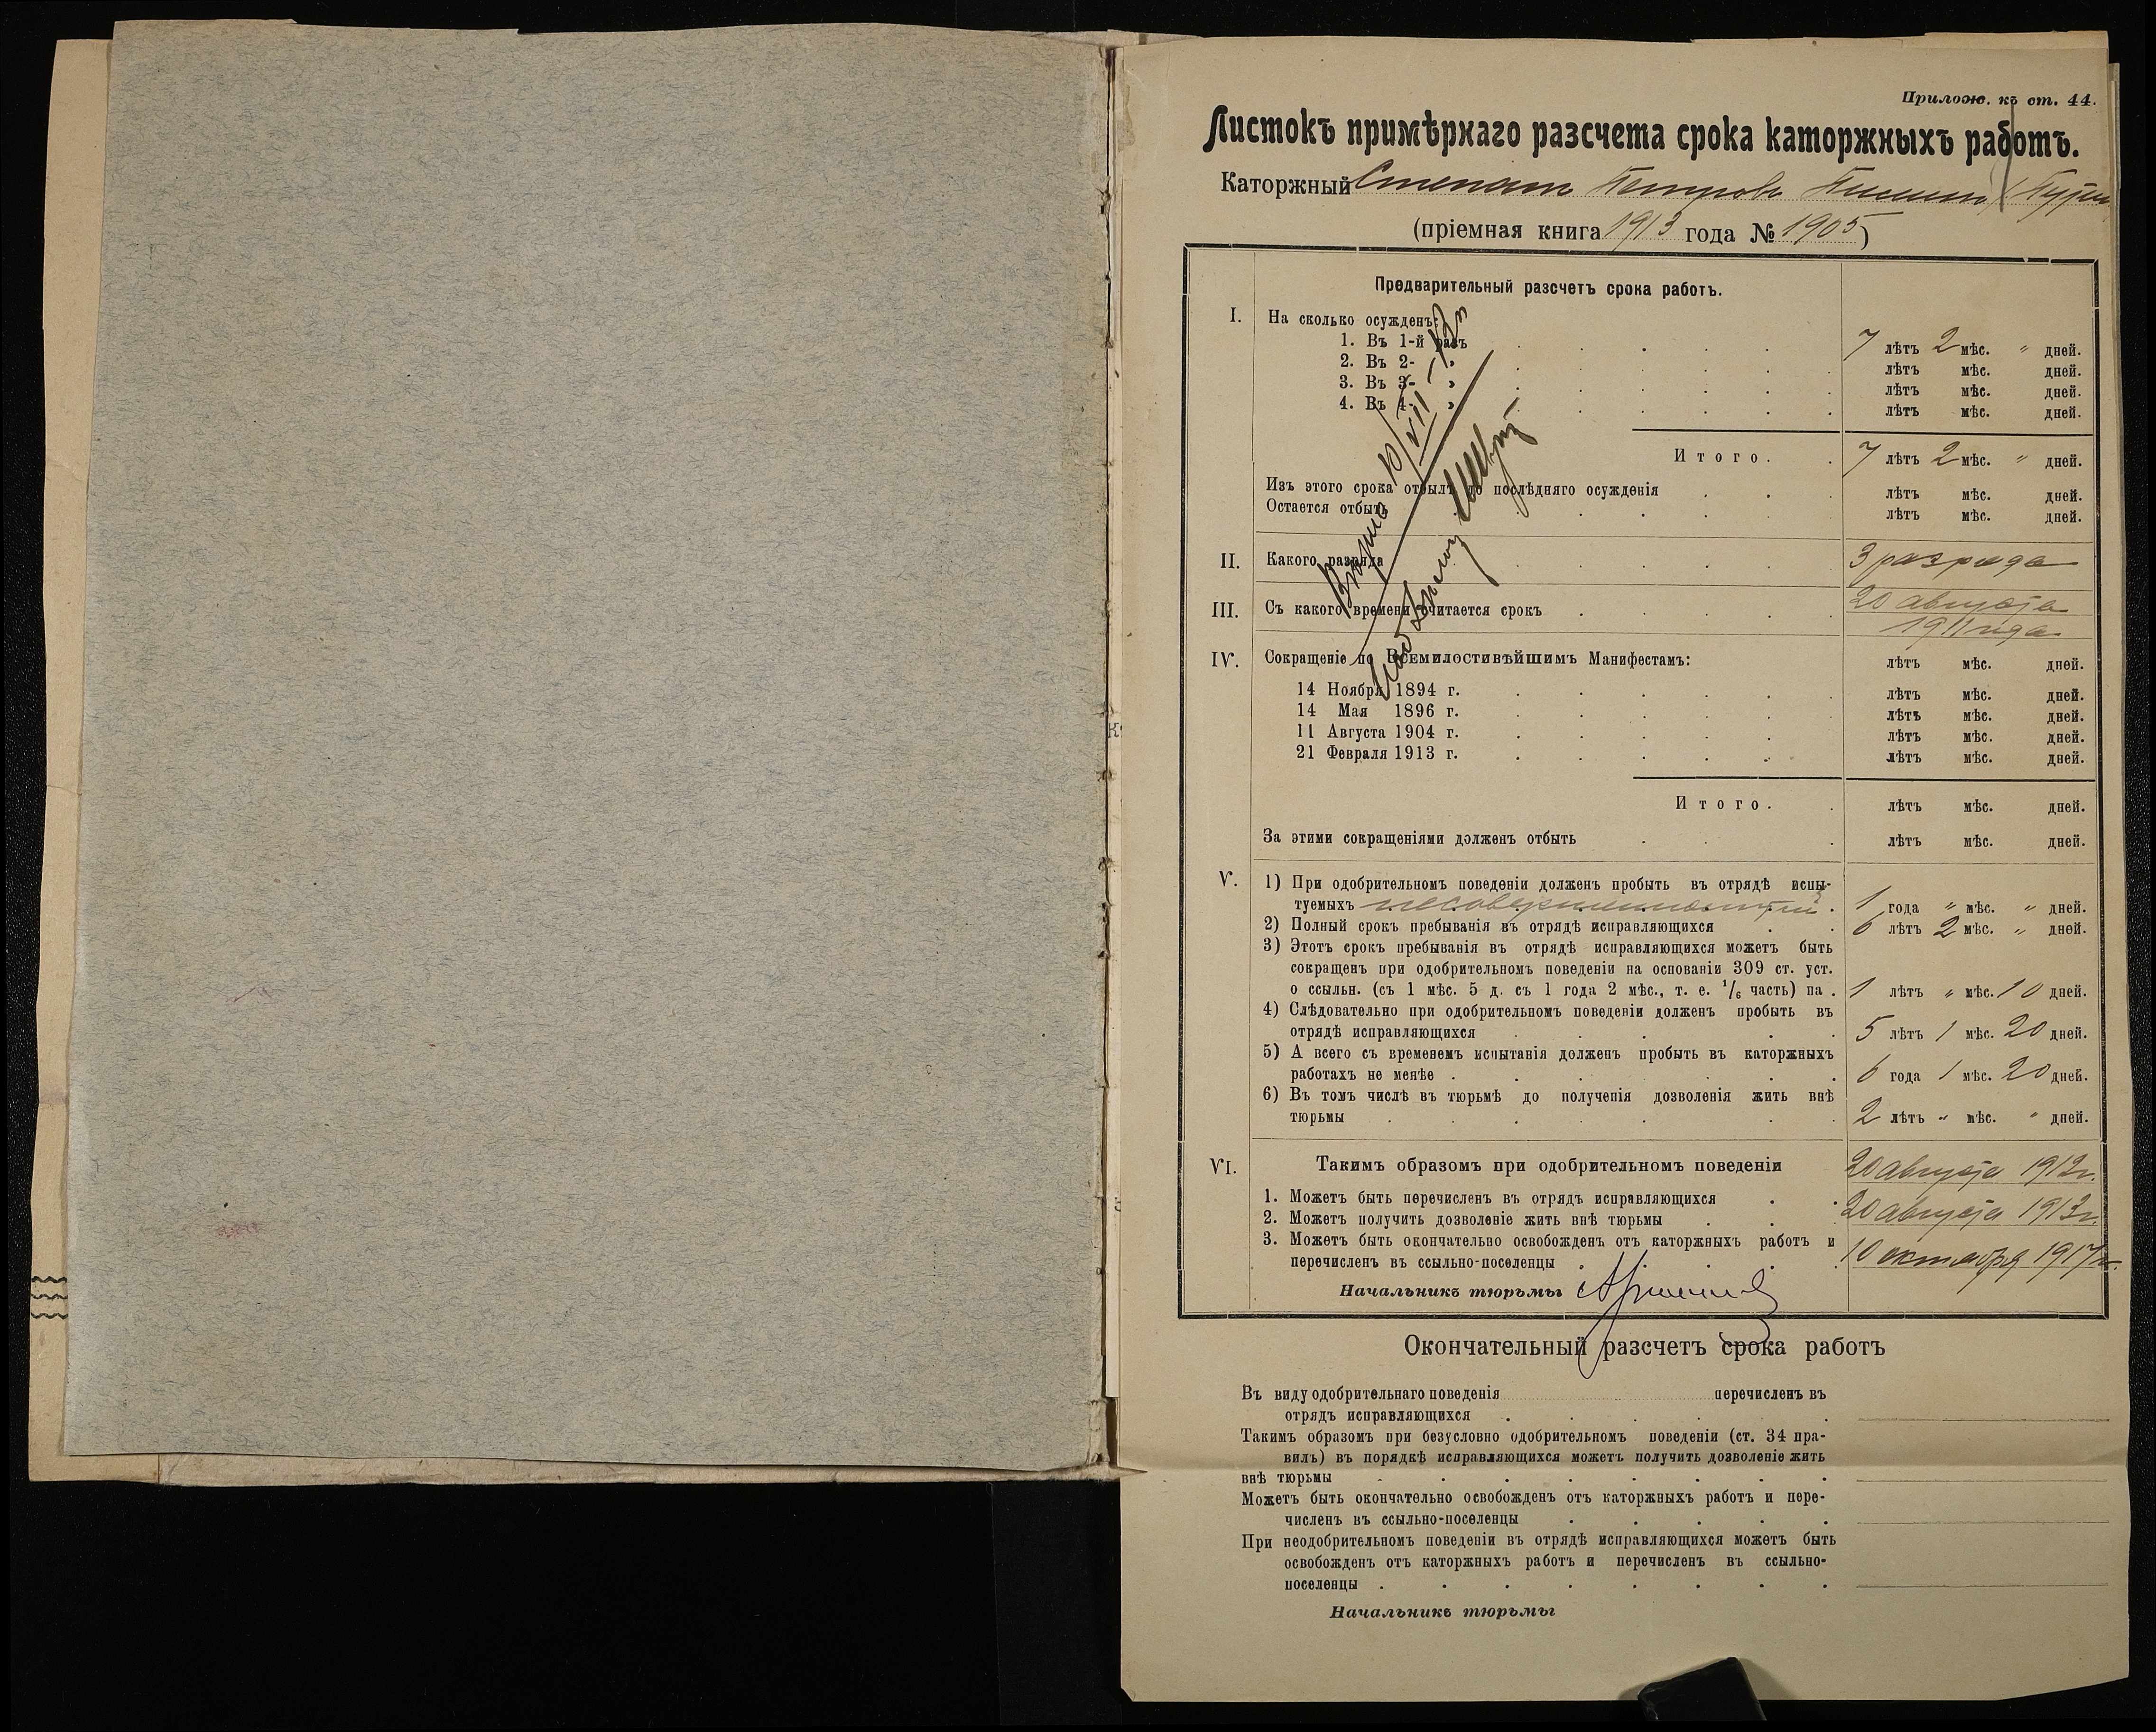 Прилож. къ ст. 44.
Листокъ примѣрнаго разсчета срока каторжныхъ работъ.
Каторжный Степанъ Петровъ
(пріемная книга 1913 года № 1905)
Предварительный разсчетъ срока работъ.
I. На сколько осужденъ:
1. Въ 1-й разъ 7 лѣтъ 2 мѣс. " дней.
2. Въ 2- " лѣтъ мѣс. дней.
3. Въ 3- " лѣтъ мѣс. дней.
4. Въ 4- " лѣтъ мѣс. дней.
Итого. 7 лѣтъ 2 мѣс. " дней.
Изъ этого срока отбылъ до послѣдняго осужденія лѣтъ мѣс. дней.
Остается отбыть лѣтъ мѣс. дней.
II. Какого разряда 3 разряда
III. Съ какого времени считается срокъ 20 августа
1911 года
IV. Сокращеніе по Всемилостивѣйшимъ Манифестамъ: лѣтъ мѣс. дней.
14 Ноября 1894 г. лѣтъ мѣс. дней.
14 Мая 1896 г. лѣтъ мѣс. дней.
11 Августа 1904 г. лѣтъ мѣс. дней.
21 Февраля 1913 г. лѣтъ мѣс. дней.
Итого. лѣтъ мѣс. дней.
За этими сокращеніями долженъ отбыть лѣтъ мѣс. дней.
Вѣрно 10/VII-13 г.
V. 1) При одобрительномъ поведеніи долженъ пробыть въ отрядѣ испы-
туемыхъ несовершеннолѣтній. 1 года " мѣс. " дней.
2) Полный срокъ пребыванія въ отрядѣ исправляющихся 6 лѣтъ 2 мѣс. " дней.
3) Этотъ срокъ пребыванія въ отрядѣ исправляющихся можетъ быть
сокращенъ при одобрительномъ поведеніи на основаніи 309 ст. уст.
о ссыльн. (съ 1 мѣс. 5 д. съ 1 года 2 мѣс., т. е. 1/6 часть) на 1 лѣтъ " мѣс. 10 дней.
4) Слѣдовательно при одобрительномъ поведеніи долженъ пробыть въ
отрядѣ исправляющихся 5 лѣтъ 1 мѣс. 20 дней.
5) А всего съ временемъ испытанія долженъ пробыть въ каторжныхъ
работахъ не менѣе 6 года 1 мѣс. 20 дней.
6) Въ томъ числѣ въ тюрьмѣ до полученія дозволенія жить внѣ
тюрьмы 2 лѣтъ " мѣс. " дней.
VI. Такимъ образомъ при одобрительномъ поведеніи
1. Можетъ быть перечисленъ въ отрядъ исправляющихся 20 августа 1912 г.
2. Можетъ получить дозволеніе жить внѣ тюрьмы 20 августа 1913 г.
3. Можетъ быть окончательно освобожденъ отъ каторжныхъ работъ и
перечисленъ въ ссыльно-поселенцы 10 октября 1917 г.
Начальникъ тюрьмы
Окончательный разсчетъ срока работъ
Въ виду одобрительнаго поведенія перечисленъ въ
отрядъ исправляющихся
Такимъ образомъ при безусловно одобрительномъ поведеніи (ст. 34 пра-
вилъ) въ порядкѣ исправляющихся можетъ получить дозволеніе жить
внѣ тюрьмы
Можетъ быть окончательно освобожденъ отъ каторжныхъ работъ и пере-
численъ въ ссыльно-поселенцы
При неодобрительномъ поведеніи въ отрядѣ исправляющихся можетъ быть
освобожденъ отъ каторжныхъ работъ и перечисленъ въ ссыльно-
поселенцы
Начальникъ тюрьмы